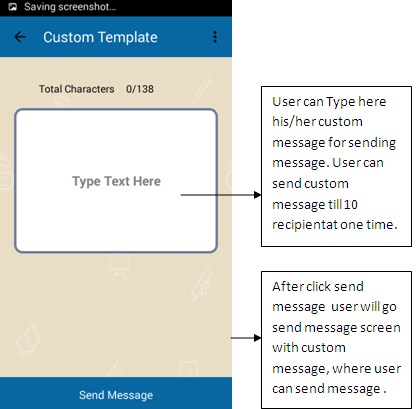 Saving screenshot...
Custom Template
Total Characters 0/138
Type Text Here
Send Message
User can Type here
his/her custom
message for sending
message. User can
send custom
message till 10
recipientat one time.
After click send
message user will go
send message screen
with custom
message, where user
can send message .